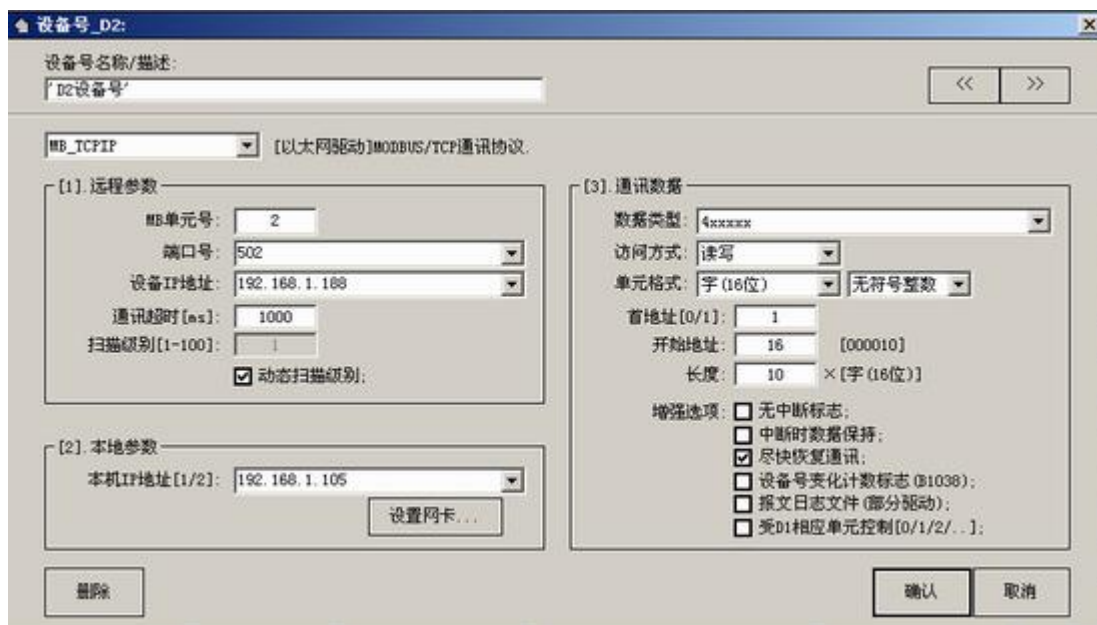 设备号_D2:
设备号名称/描述:
'D2设备号'
<< >>
MB_TCPIP [以太网驱动]MODBUS/TCP通讯协议.
[1].远程参数
MB单元号: 2
端口号: 502
设备IP地址: 192.168.1.188
通讯超时[ms]: 1000
扫描级别[1-100]: 1
动态扫描级别;
[2].本地参数
本机IP地址[1/2]: 192.168.1.105
设置网卡...
[3].通讯数据
数据类型: 4xxxxx
访问方式: 读写
单元格式: 字(16位) 无符号整数
首地址[0/1]: 1
开始地址: 16 [000010]
长度: 10 ×[字(16位)]
增强选项: 无中断标志;
中断时数据保持;
尽快恢复通讯;
设备号变化计数标志(B1038);
报文日志文件(部分驱动);
受D1相应单元控制[0/1/2/..];
删除 确认 取消